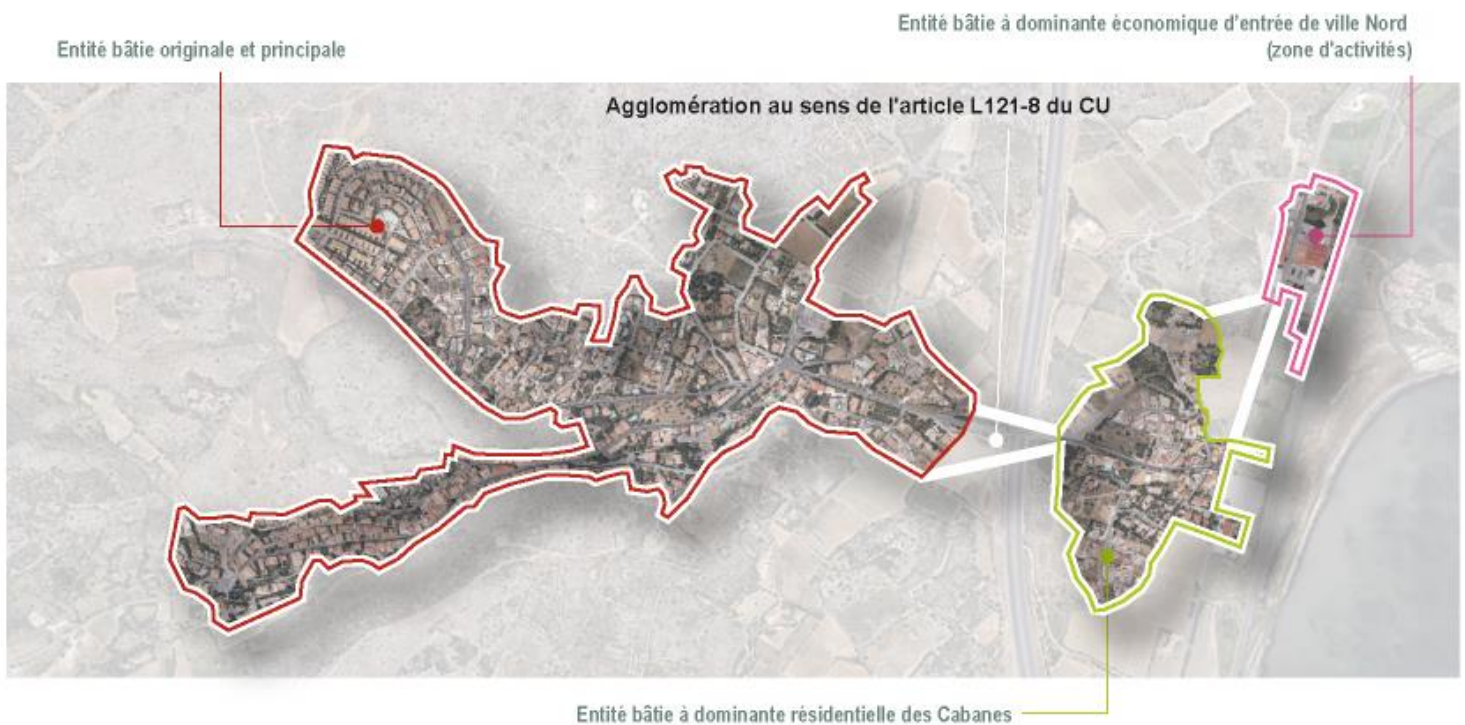 Entité bâtie à dominante économique d'entrée de ville Nord
(zone d'activités)
Entité bâtie originale et principale
Agglomération au sens de l'article L121-8 du CU
Entité bâtie à dominante résidentielle des Cabanes